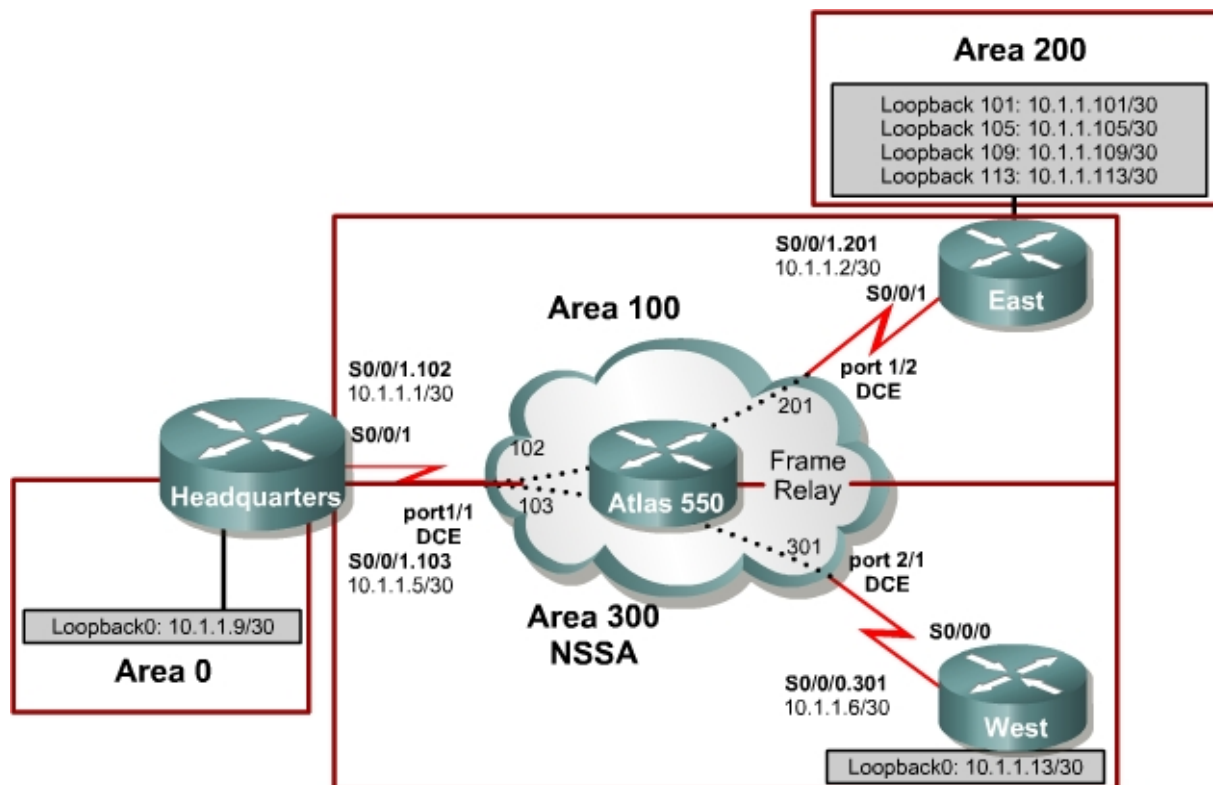 Area 200
Loopback 101: 10.1.1.101/30
Loopback 105: 10.1.1.105/30
Loopback 109: 10.1.1.109/30
Loopback 113: 10.1.1.113/30
S0/0/1.201
10.1.1.2/30
S0/0/1
East
Area 100
port 1/2
DCE
201
S0/0/1.102
10.1.1.1/30
S0/0/1
102
Headquarters
103
Atlas 550
Frame
Relay
port1/1
DCE
301
port 2/1
DCE
S0/0/1.103
10.1.1.5/30
Area 300
NSSA
Loopback0: 10.1.1.9/30
Area 0
S0/0/0
S0/0/0.301
10.1.1.6/30
West
Loopback0: 10.1.1.13/30